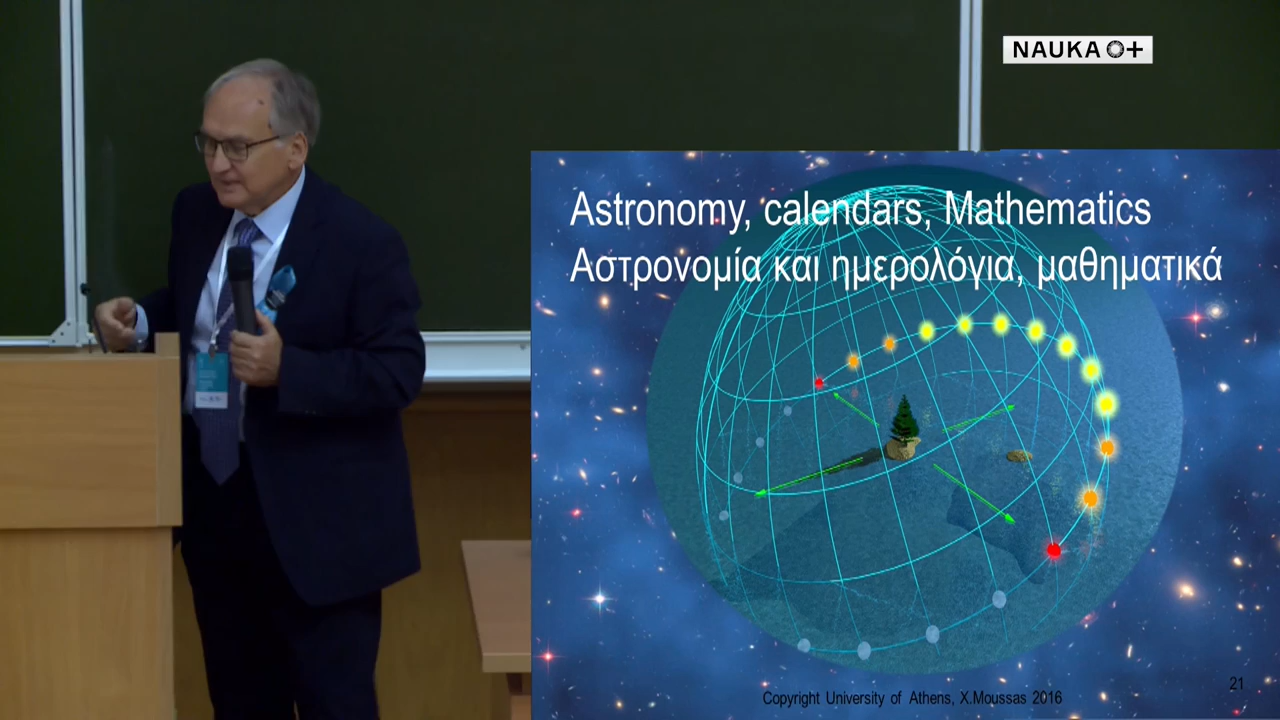 NAUKA O+
Astronomy, calendars, Mathematics
Αστρονομία και ημερολόγια, μαθηματικά
21
Copyright University of Athens, X.Moussas 2016